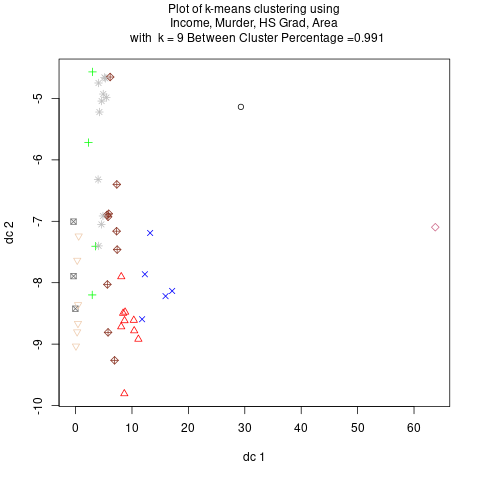 Plot of k-means clustering using
Income, Murder, HS Grad, Area
with k = 9 Between Cluster Percentage =0.991
-5
-6
-7
-8
-9
-10
dc 2
0 10 20 30 40 50 60
dc 1